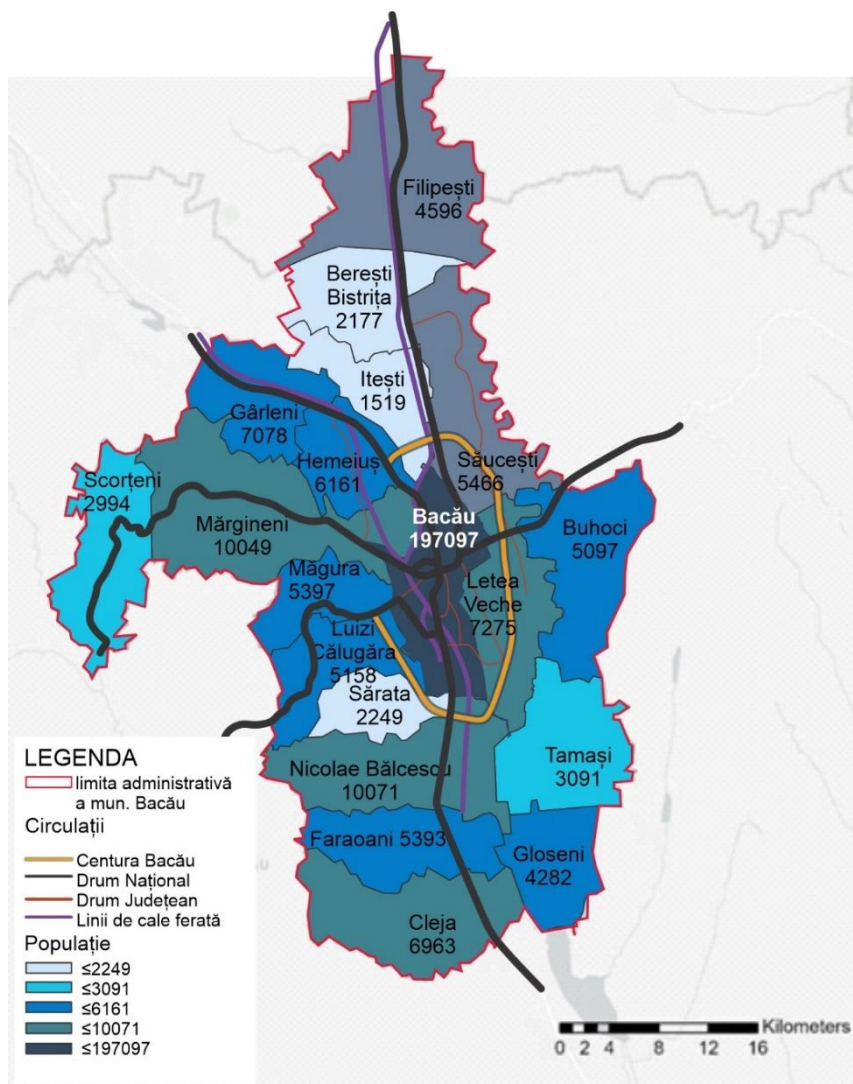 Filipești
4596
Berești
Bistrița
2177
Itești
1519
Gârleni
7078
Hemeiuș
6161
Săucești
5466
Scorțeni
2994
Mărgineni
10049
Bacău
197097
Buhoci
5097
Măgura
5397
Letea
Veche
7275
Luizi
Călugăra
5158
Sărata
2249
Tamași
3091
Nicolae Bălcescu
10071
Faraoani 5393
Gloseni
4282
Cleja
6963
LEGENDA
limita administrativă
a mun. Bacău
Circulații
Centura Bacău
Drum Național
Drum Județean
Linii de cale ferată
Populație
≤2249
≤3091
≤6161
≤10071
≤197097
Kilometers
0 2 4 8 12 16